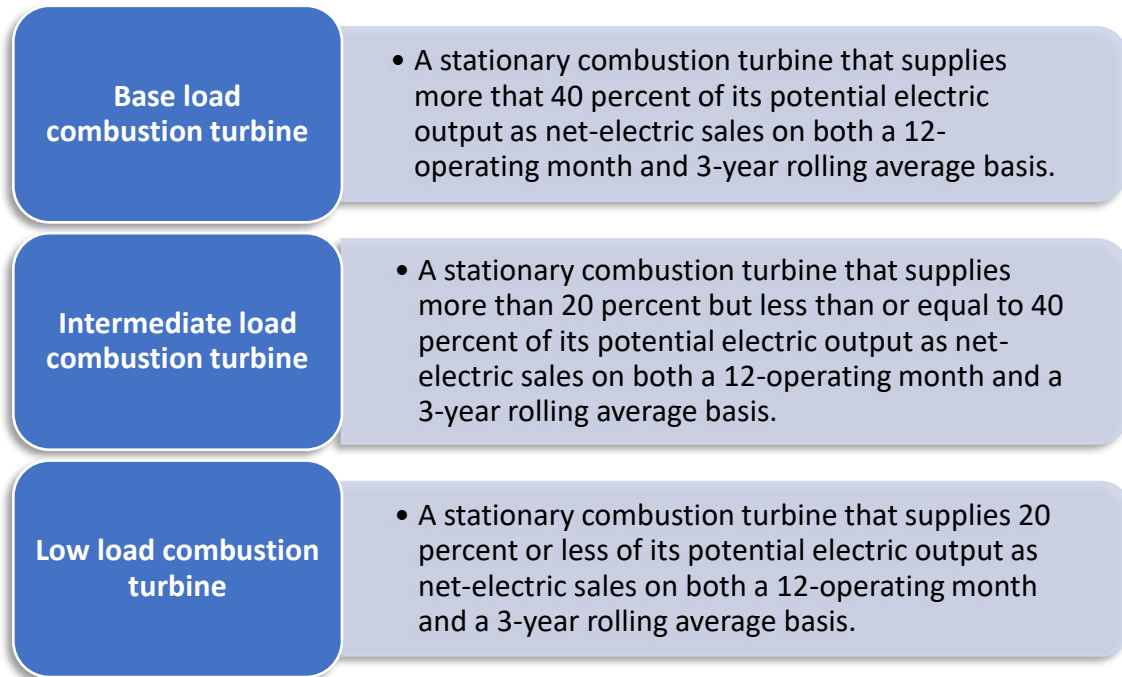 Base load
combustion turbine
• A stationary combustion turbine that supplies
more that 40 percent of its potential electric
output as net-electric sales on both a 12-
operating month and 3-year rolling average basis.
Intermediate load
combustion turbine
• A stationary combustion turbine that supplies
more than 20 percent but less than or equal to 40
percent of its potential electric output as net-
electric sales on both a 12-operating month and a
3-year rolling average basis.
Low load combustion
turbine
• A stationary combustion turbine that supplies 20
percent or less of its potential electric output as
net-electric sales on both a 12-operating month
and a 3-year rolling average basis.